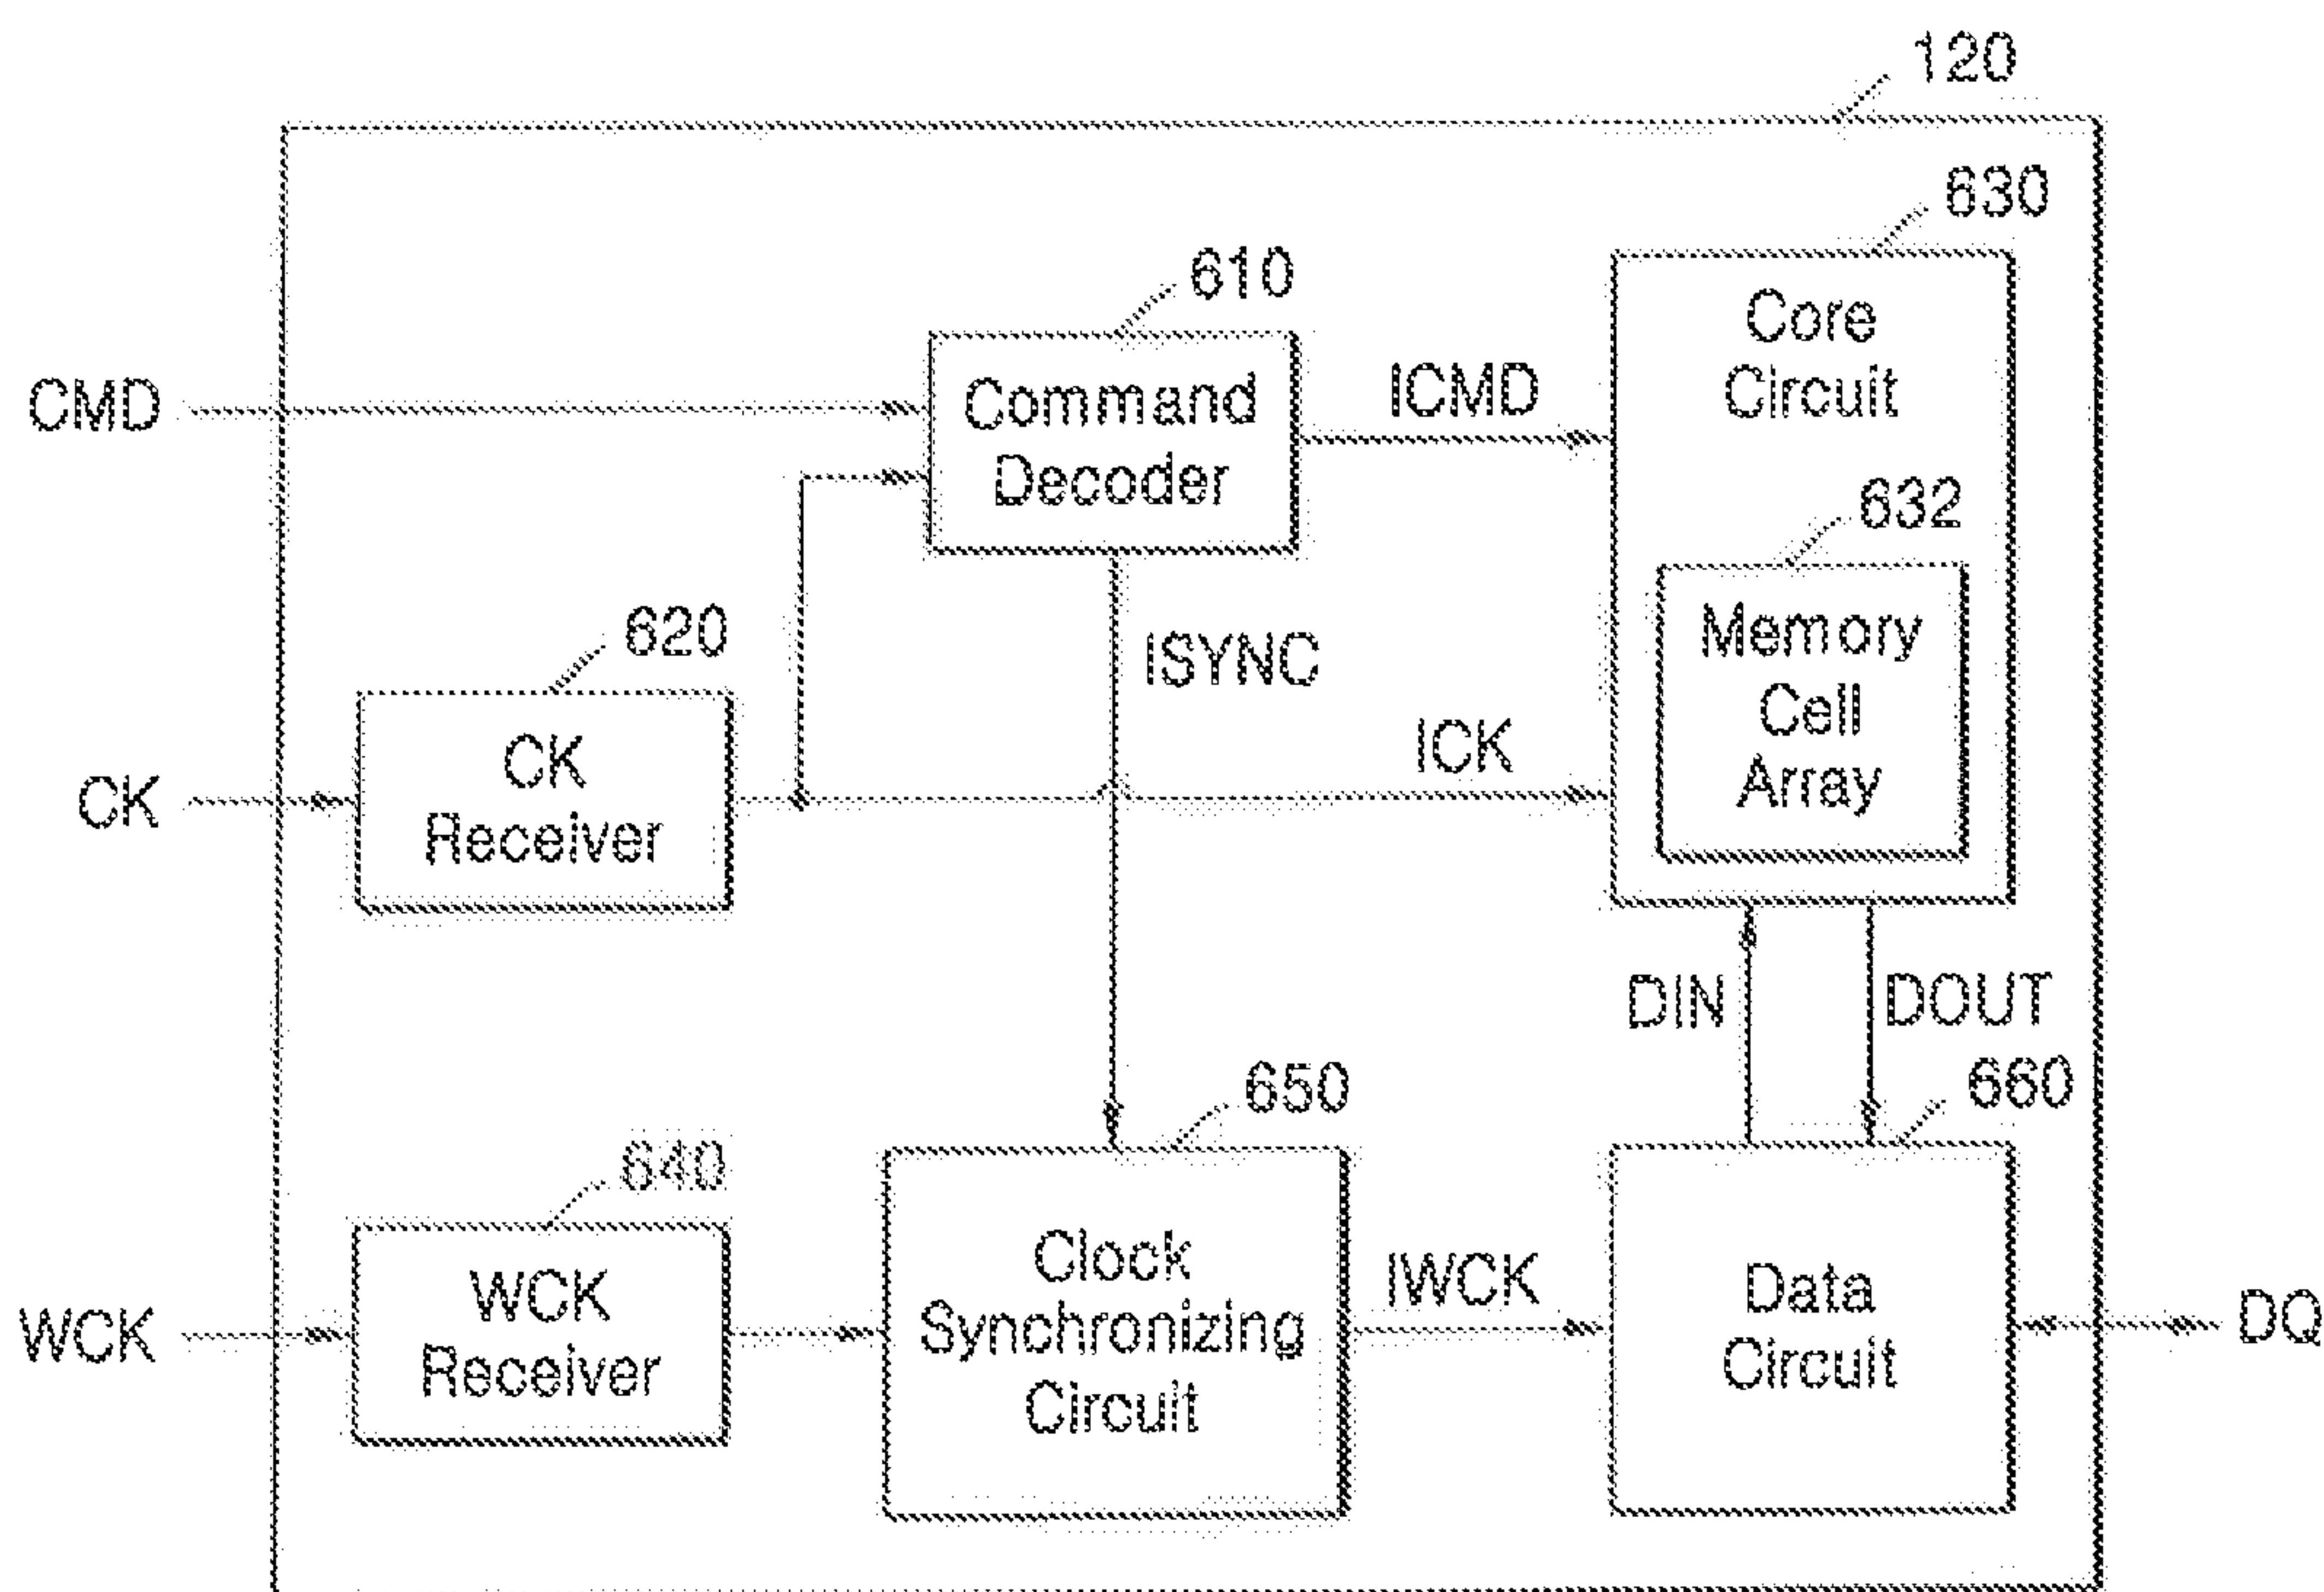 120
630
610
Core
Circuit
CMD
Command
Decoder
ICMD
632
Memory
Cell
Array
620
ISYNC
CK
CK
Receiver
ICK
DIN
DOUT
650
660
640
WCK
WCK
Receiver
Clock
Synchronizing
Circuit
IWCK
Data
Circuit
DQ